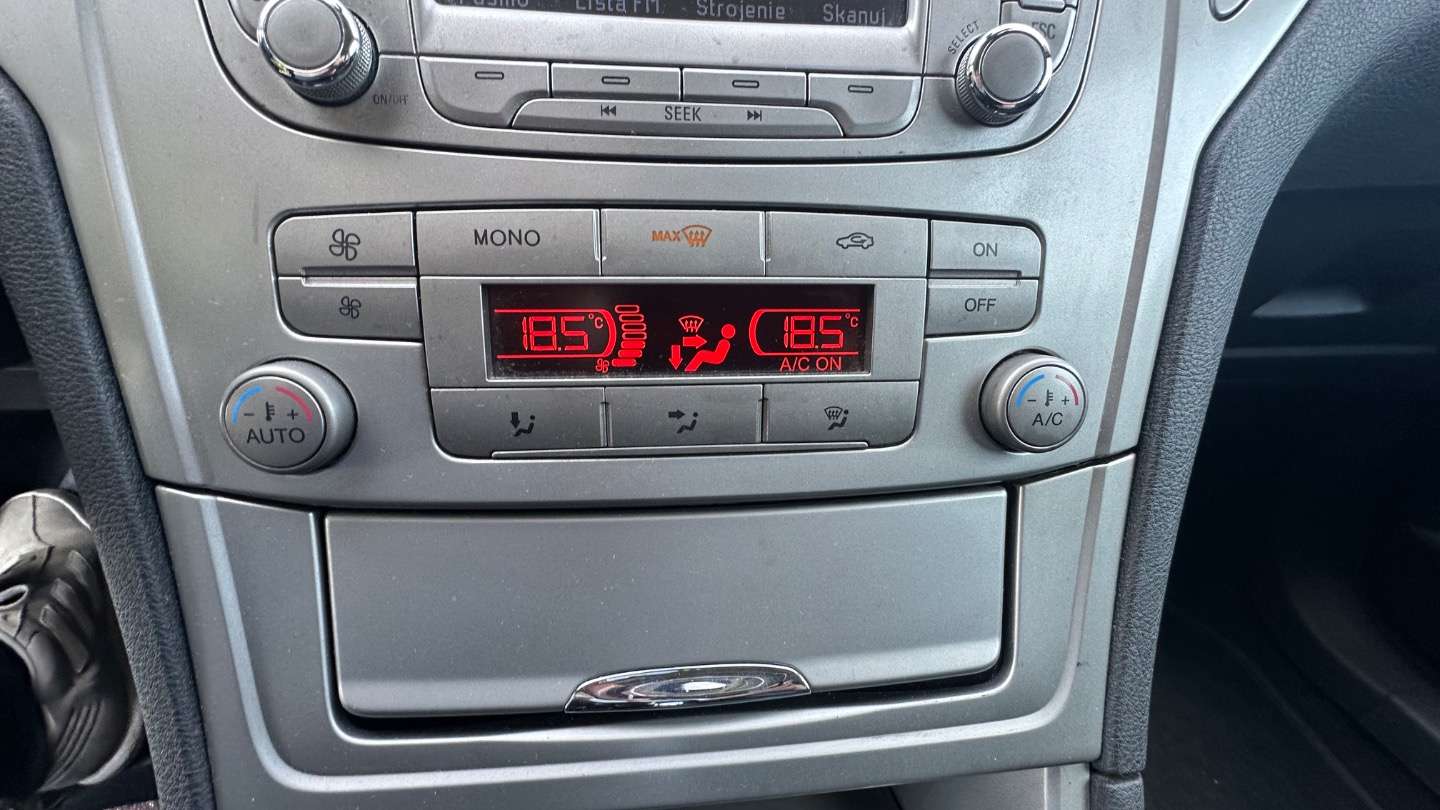 Lista FM Strojenie Skanuj
SELECT
ESC
ON/OFF
SEEK
MONO MAX ON
OFF
18.5°C 18.5°C
A/C ON
AUTO A/C